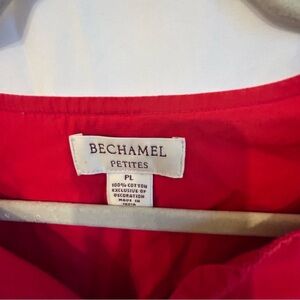 BECHAMEL
PETITES
PL
100% COTTON
EXCLUSIVE OF
DECORATION
MADE IN
INDIA